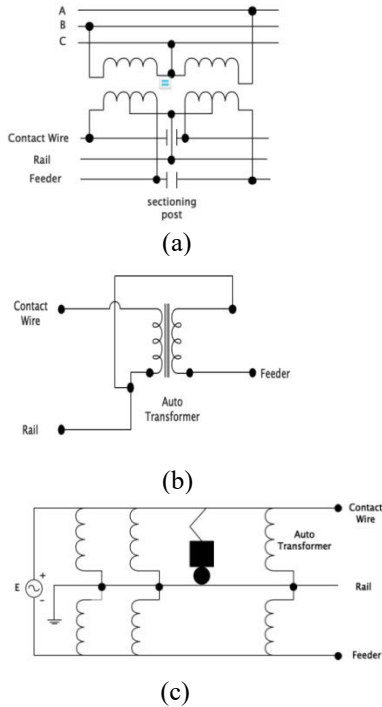 A
B
C
Contact Wire
Rail
Feeder
sectioning
post
(a)
Contact
Wire
Feeder
Auto
Transformer
Rail
(b)
Contact
Wire
Auto
Transformer
E
+
-
Rail
Feeder
(c)